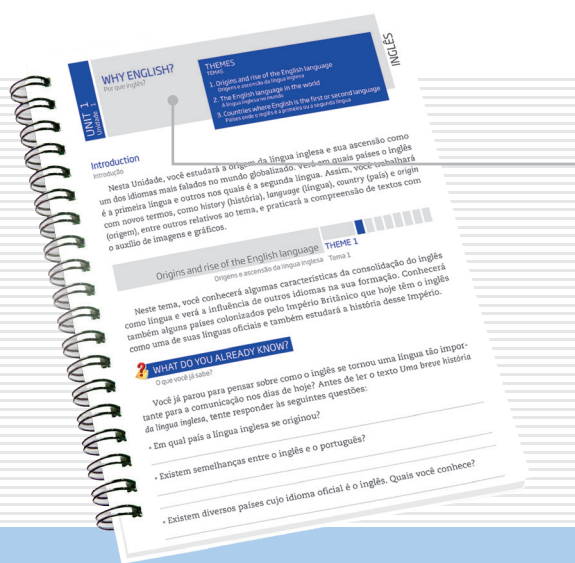 INGLÊS
UNIT 1
Unidade 1
WHY ENGLISH?
Por que inglês?
THEMES
TEMAS
1. Origins and rise of the English language
Origens e ascensão da língua inglesa
2. The English language in the world
A língua inglesa no mundo
3. Countries where English is the first or second language
Países onde o inglês é a primeira ou a segunda língua
Introduction
Introdução
Nesta Unidade, você estudará a origem da língua inglesa e sua ascensão como
um dos idiomas mais falados no mundo globalizado. Verá em quais países o inglês
é a primeira língua e outros nos quais é a segunda língua. Assim, você trabalhará
com novos termos, como history (história), language (língua), country (país) e origin
(origem), entre outros relativos ao tema, e praticará a compreensão de textos com
o auxílio de imagens e gráficos.
Origins and rise of the English language THEME 1
Origens e ascensão da língua inglesa Tema 1
Neste tema, você conhecerá algumas características da consolidação do inglês
como língua e verá a influência de outros idiomas na sua formação. Conhecerá
também alguns países colonizados pelo Império Britânico que hoje têm o inglês
como uma de suas línguas oficiais e também estudará a história desse Império.
? WHAT DO YOU ALREADY KNOW?
O que você já sabe?
Você já parou para pensar sobre como o inglês se tornou uma língua tão impor-
tante para a comunicação nos dias de hoje? Antes de ler o texto Uma breve história
da língua inglesa, tente responder às seguintes questões:
• Em qual país a língua inglesa se originou?
• Existem semelhanças entre o inglês e o português?
• Existem diversos países cujo idioma oficial é o inglês. Quais você conhece?